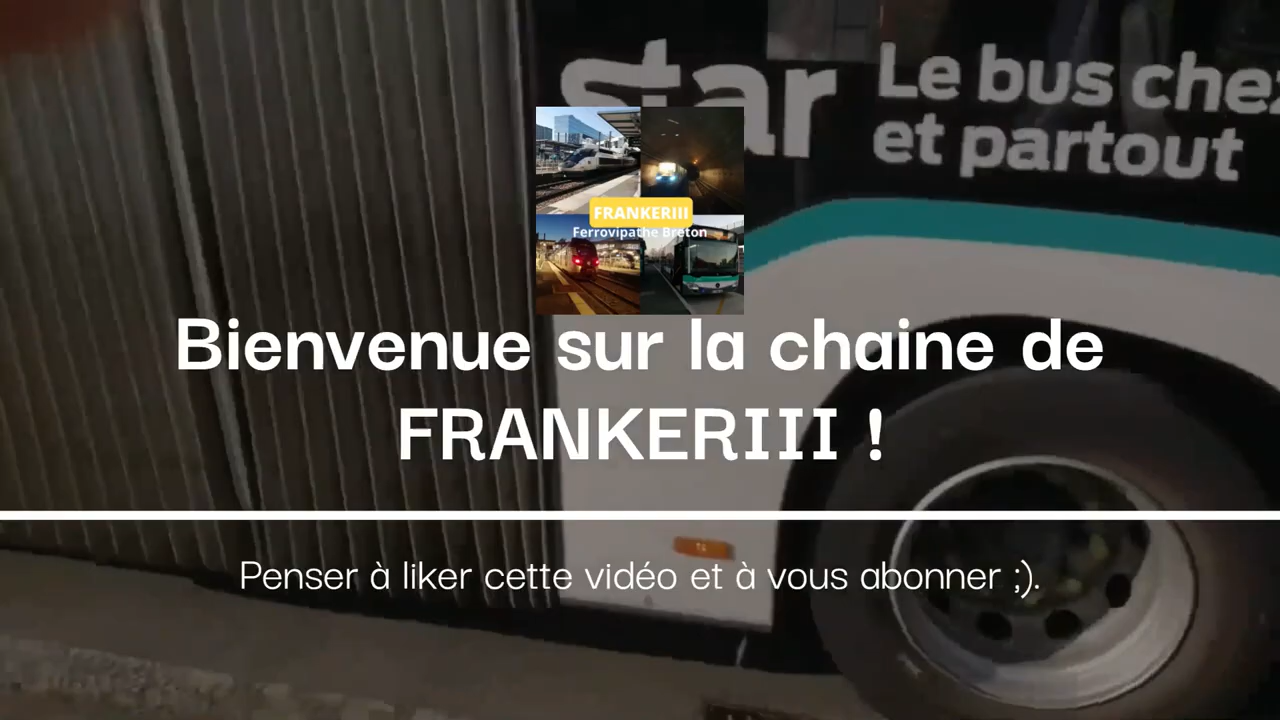 star
Le bus chez
et partout
FRANKERIII
Ferrovipathe Breton
Bienvenue sur la chaine de
FRANKERIII !
Penser à liker cette vidéo et à vous abonner ;).